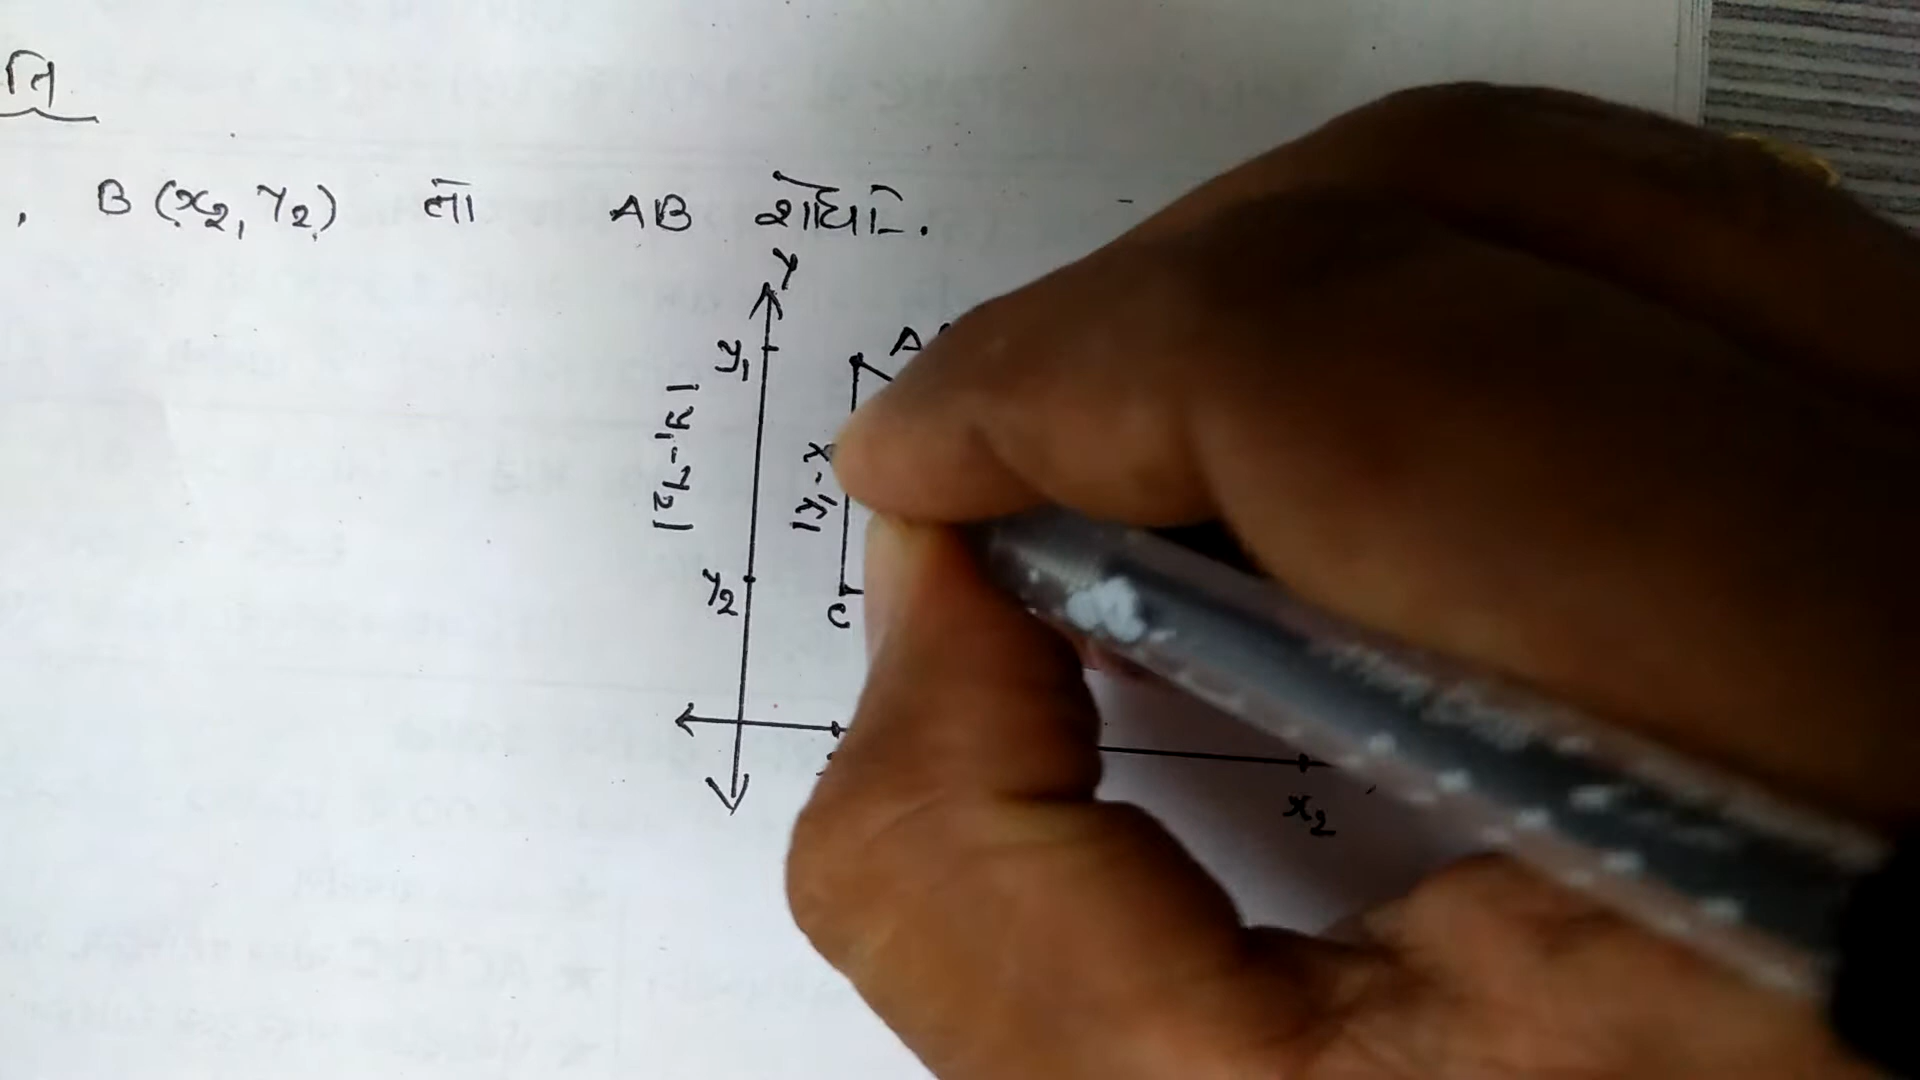 ति
, B (x₂, Y₂) तो AB शोधा.
Y
y₁ A
|Y₁-Y₂|
|Y₁-Y
Y₂
C
x₂